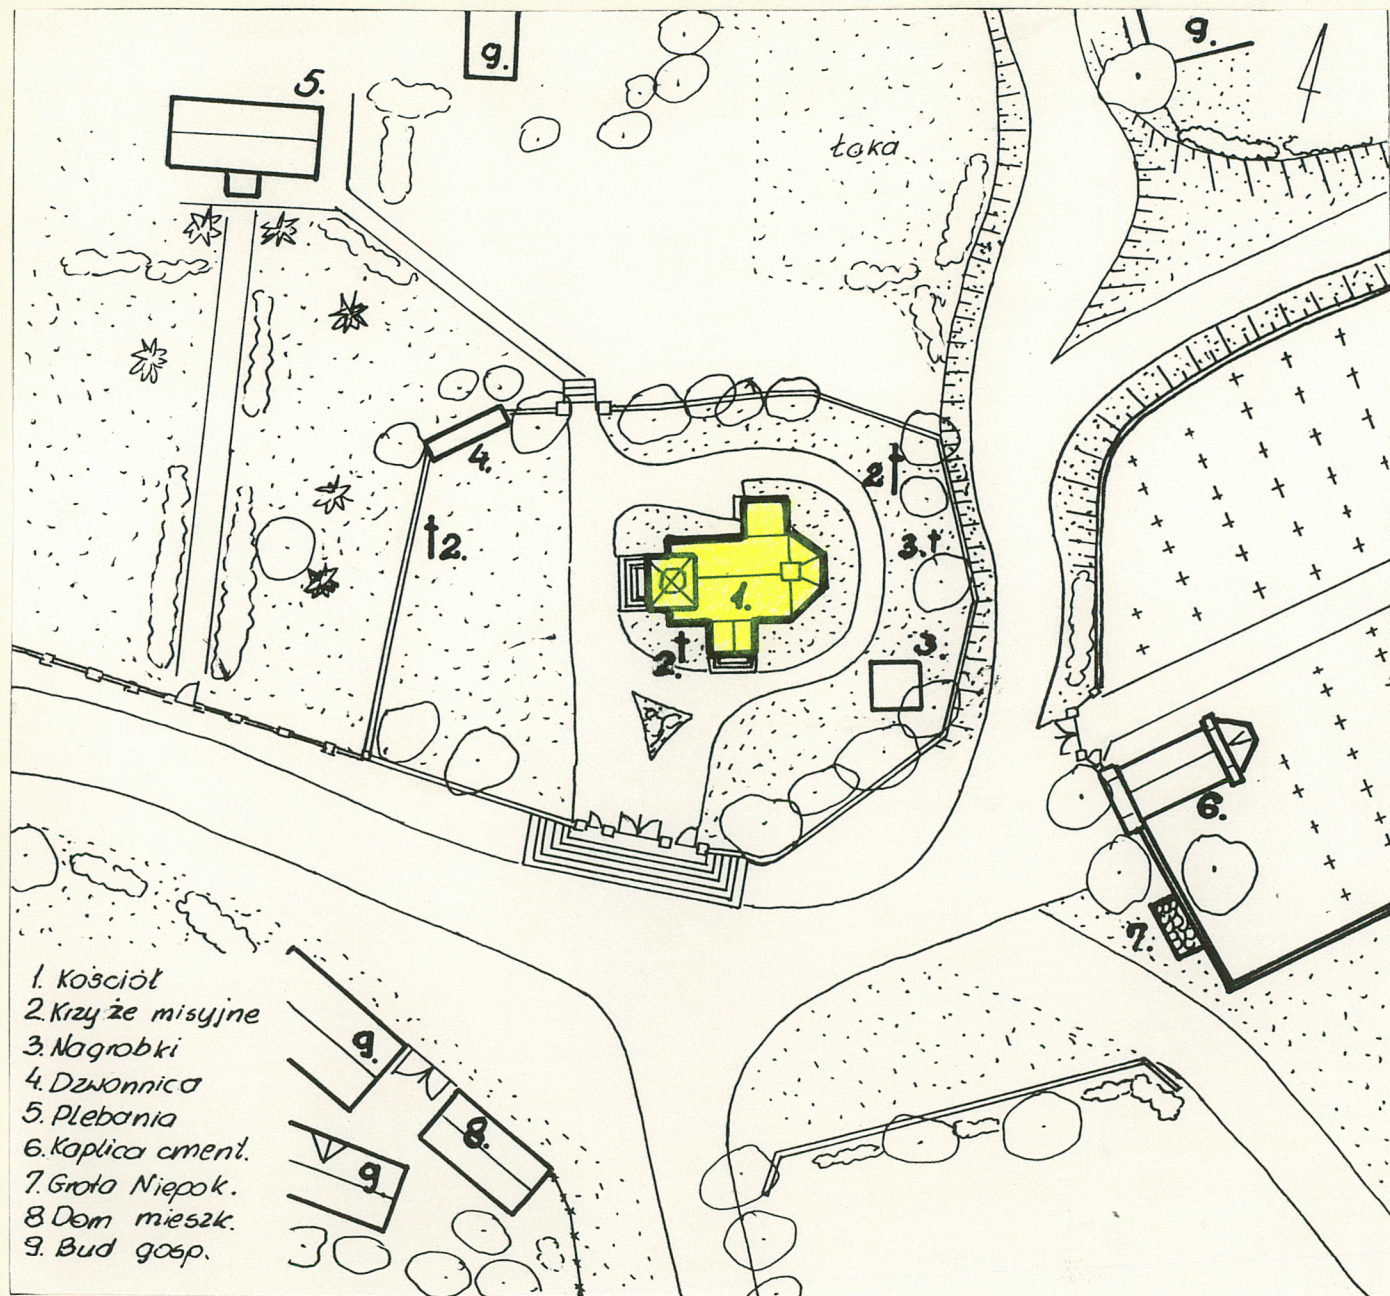 9.
9.
5.
Łąka
2
4.
2.
3.
1.
3.
2.
6.
7.
1. Kościół
2. Krzyże misyjne
3. Nagrobki
4. Dzwonnica
5. Plebania
6. Kaplica cment.
7. Grota Niepok.
8 Dom mieszk.
9. Bud gosp.
9.
8.
9